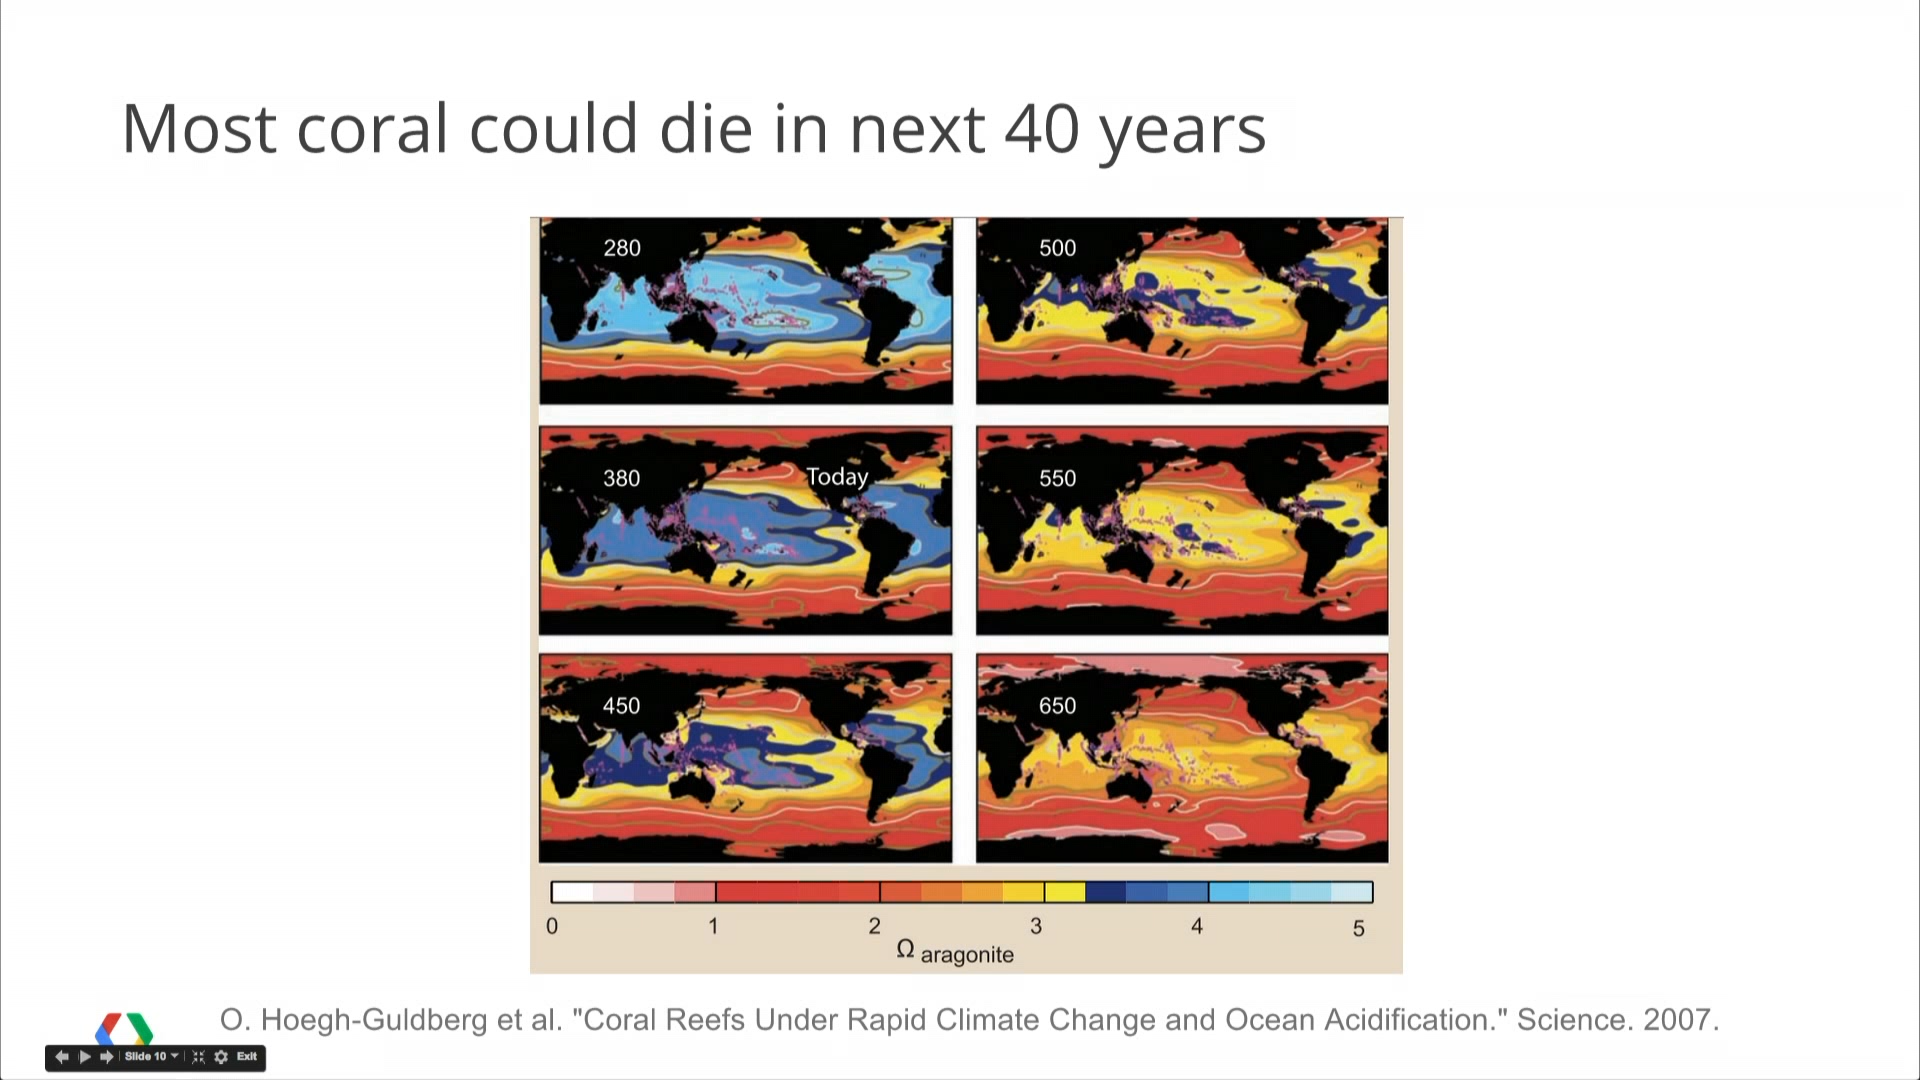 Most coral could die in next 40 years
280
500
380
Today
550
450
650
0 1 2 3 4 5
Ω aragonite
O. Hoegh-Guldberg et al. "Coral Reefs Under Rapid Climate Change and Ocean Acidification." Science. 2007.
Slide 10 Exit